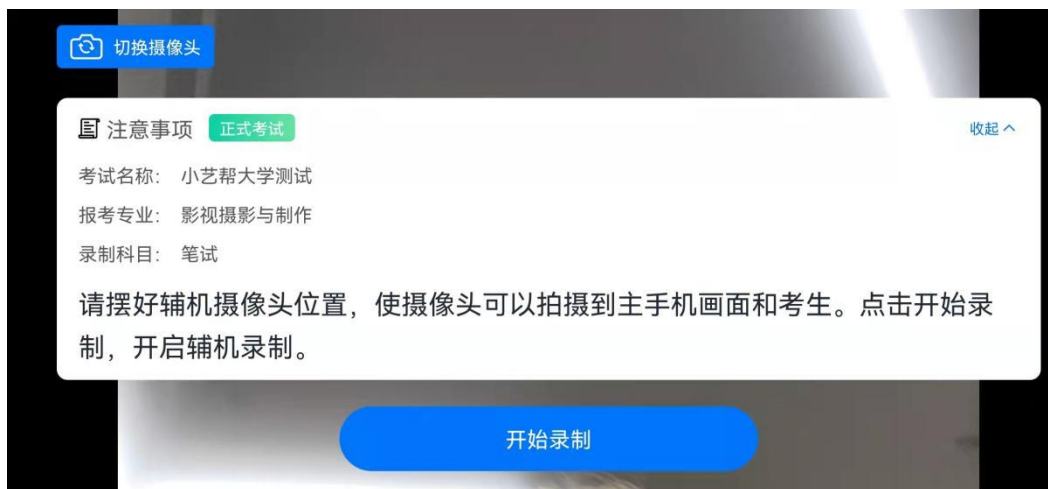 切换摄像头
注意事项 正式考试 收起
考试名称： 小艺帮大学测试
报考专业： 影视摄影与制作
录制科目： 笔试
请摆好辅机摄像头位置，使摄像头可以拍摄到主手机画面和考生。点击开始录
制，开启辅机录制。
开始录制